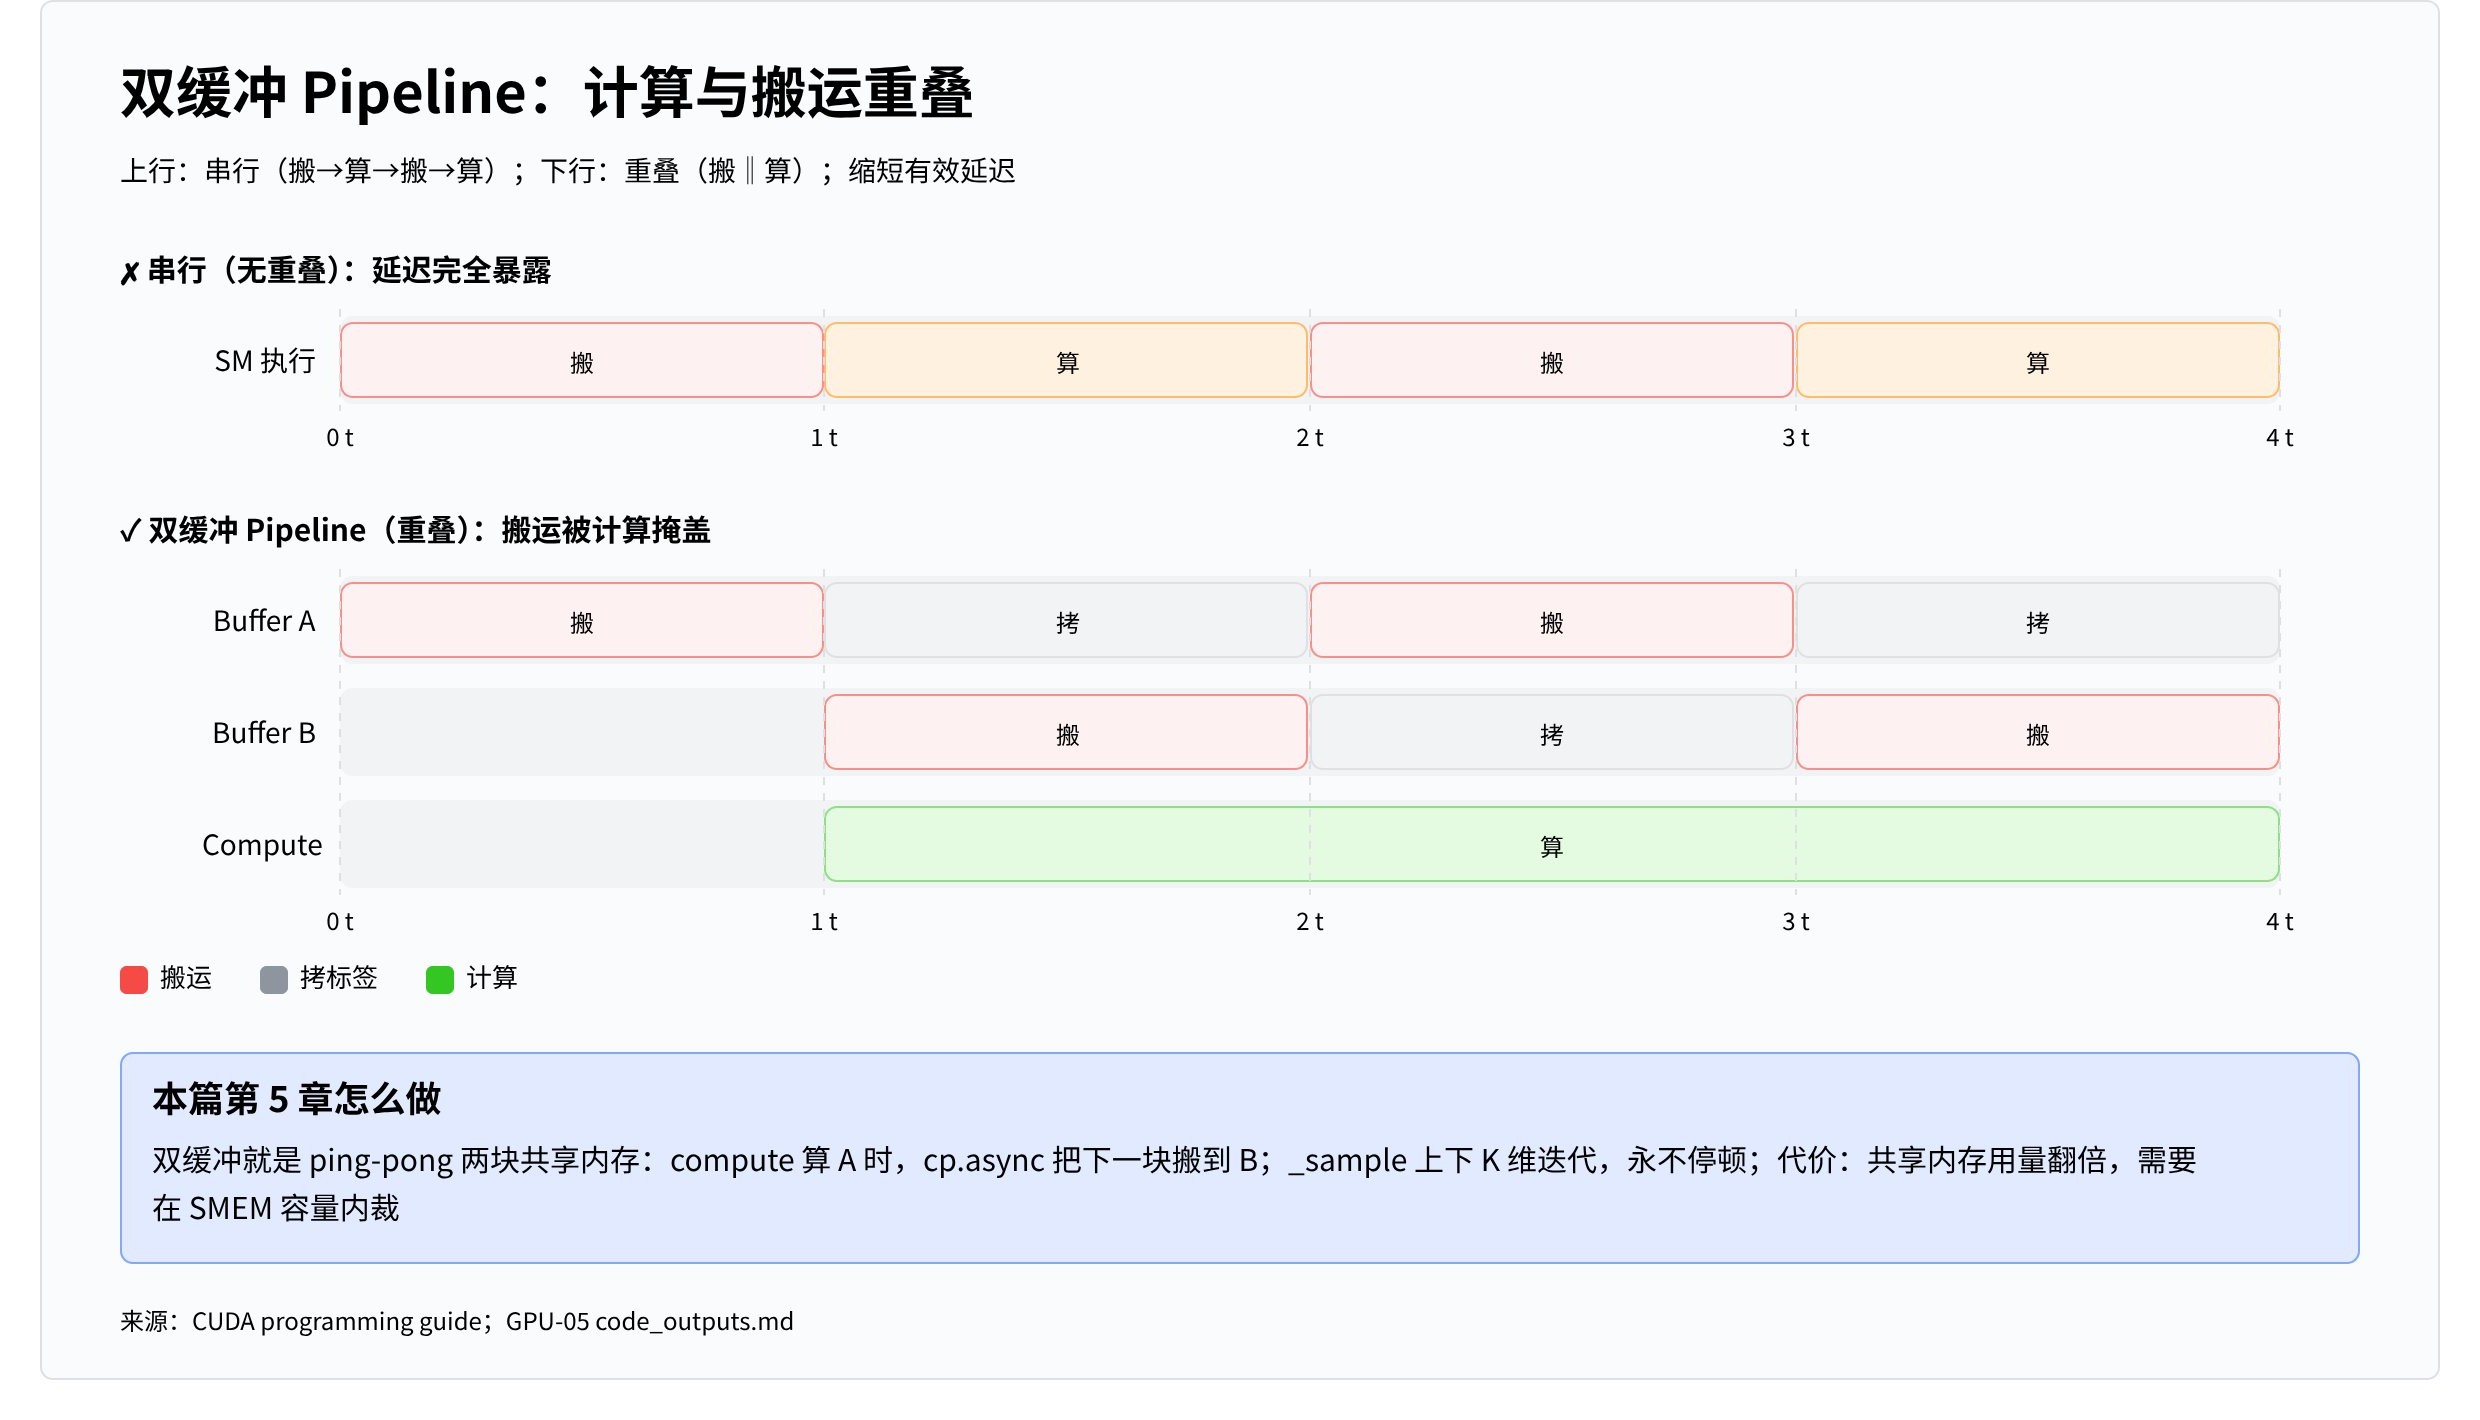 双缓冲 Pipeline：计算与搬运重叠
上行：串行（搬→算→搬→算）；下行：重叠（搬 ∥ 算）；缩短有效延迟
✗ 串行（无重叠）：延迟完全暴露
SM 执行 搬 算 搬 算
0 t 1 t 2 t 3 t 4 t
✓ 双缓冲 Pipeline（重叠）：搬运被计算掩盖
Buffer A 搬 拷 搬 拷
Buffer B 搬 拷 搬
Compute 算
0 t 1 t 2 t 3 t 4 t
搬运 拷标签 计算
本篇第 5 章怎么做
双缓冲就是 ping-pong 两块共享内存：compute 算 A 时，cp.async 把下一块搬到 B；_sample 上下 K 维迭代，永不停顿；代价：共享内存用量翻倍，需要
在 SMEM 容量内裁
来源：CUDA programming guide；GPU-05 code_outputs.md